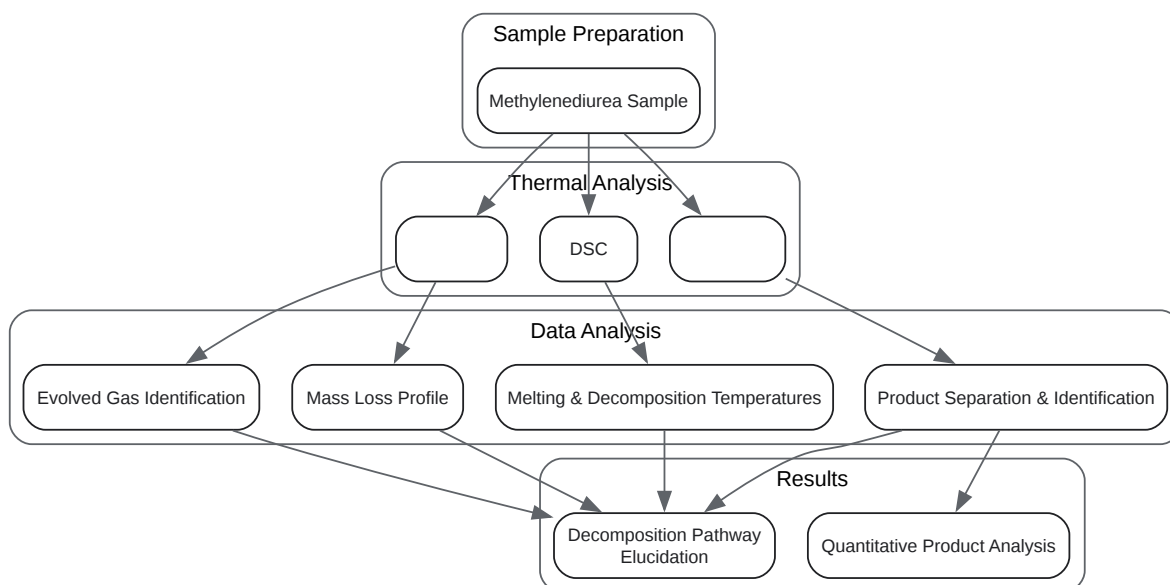 Sample Preparation
Methylenediurea Sample
Thermal Analysis
DSC
Data Analysis
Evolved Gas Identification
Mass Loss Profile
Melting & Decomposition Temperatures
Product Separation & Identification
Results
Decomposition Pathway
Elucidation
Quantitative Product Analysis